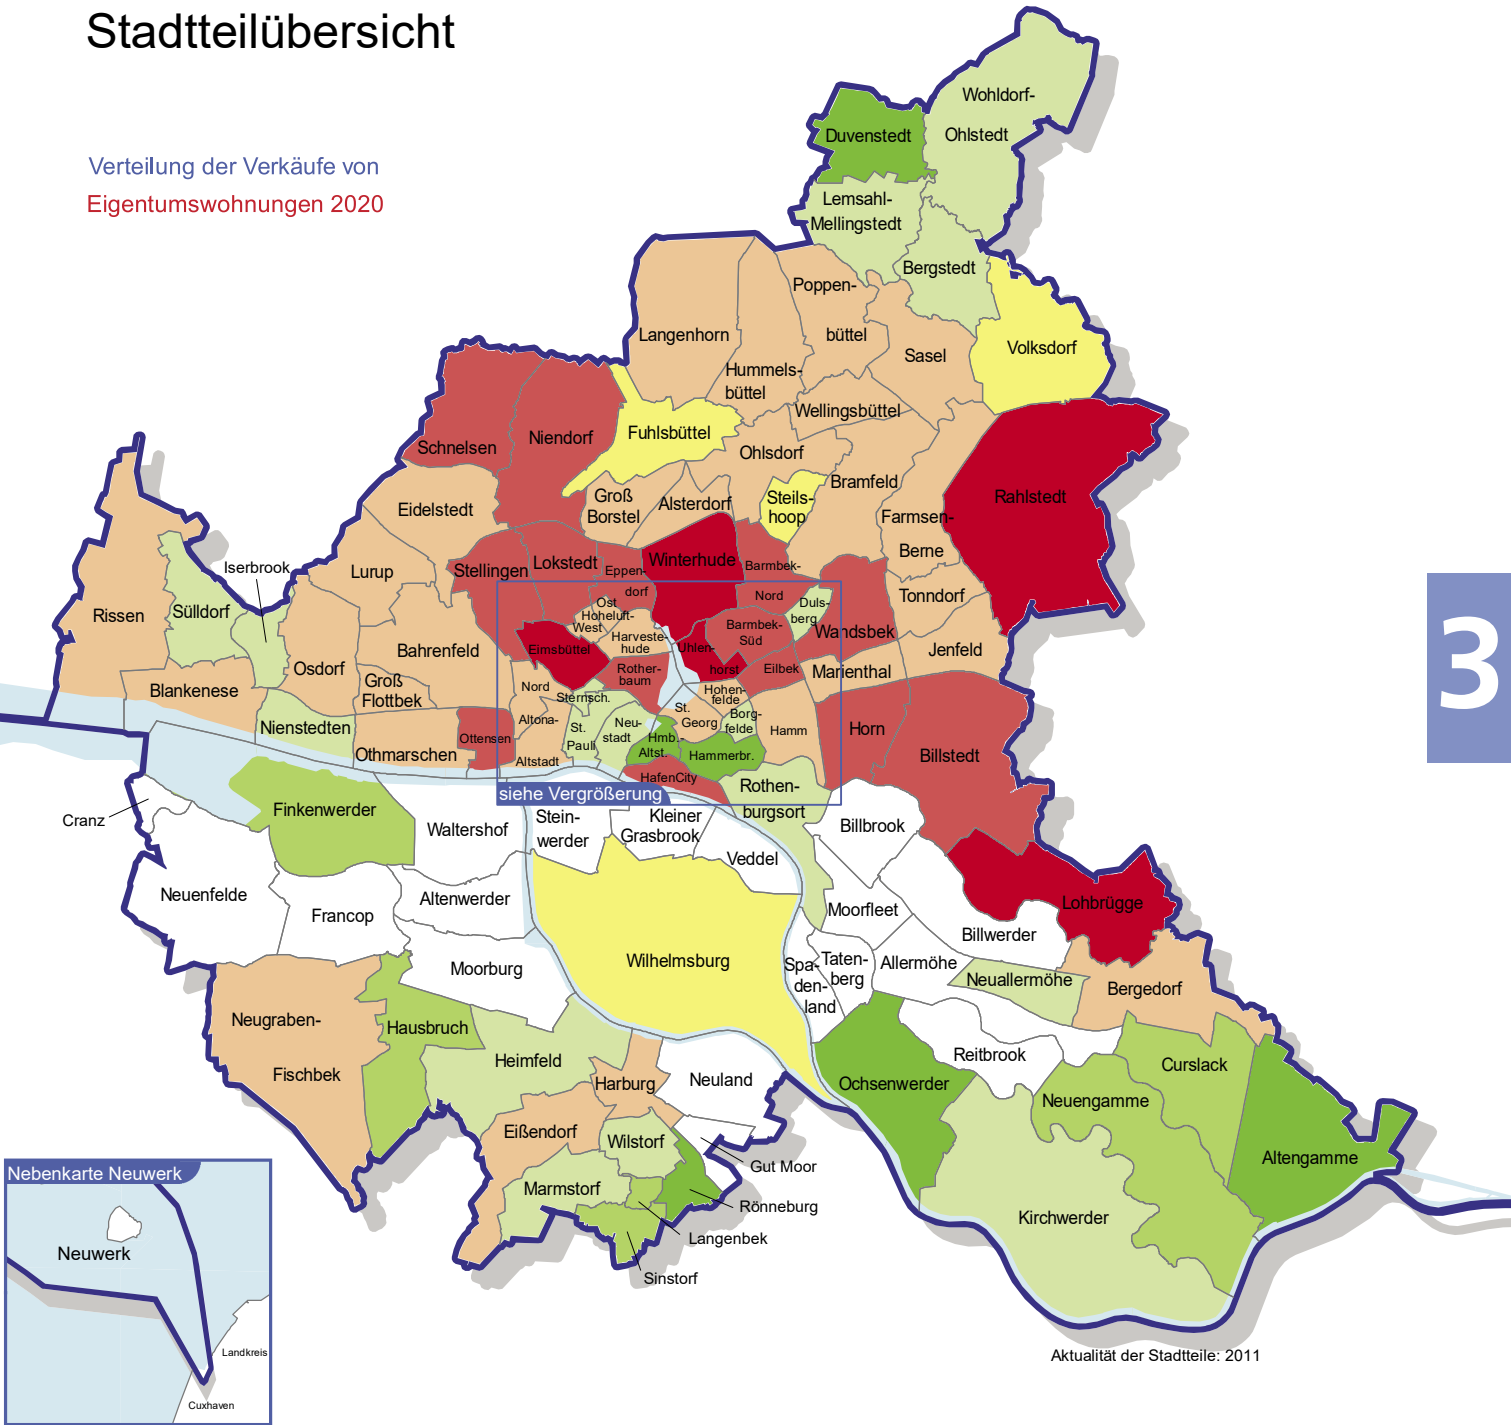 Stadtteilübersicht
Verteilung der Verkäufe von
Eigentumswohnungen 2020
Wohldorf-
Ohlstedt
Duvenstedt
Lemsahl-
Mellingstedt
Bergstedt
Poppen-
büttel
Langenhorn
Hummels-
büttel
Sasel
Volksdorf
Wellingsbüttel
Schnelsen
Niendorf
Fuhlsbüttel
Ohlsdorf
Bramfeld
Steils-
hoop
Rahlstedt
Farmsen-
Berne
Eidelstedt
Groß
Borstel
Alsterdorf
Winterhude
Lurup
Stellingen
Lokstedt
Eppen-
dorf
Barmbek-
Nord
Tonndorf
Iserbrook
Rissen
Sülldorf
Ost
Hoheluft-
West
Duls-
berg
Wandsbek
Barmbek-
Süd
Jenfeld
Bahrenfeld
Eimsbüttel
Harveste-
hude
Uhlen-
horst
Osdorf
Groß
Flottbek
Rother-
baum
Eilbek
Marienthal
Blankenese
Nienstedten
Othmarschen
Ottensen
Nord
Altona-
Altstadt
Sternsch.
St.
Pauli
Neu-
stadt
St.
Georg
Hohen-
felde
Borg-
felde
Hamm
Horn
Billstedt
Hmb.-
Altst.
Hammerbr.
HafenCity
Rothen-
burgsort
siehe Vergrößerung
3
Cranz
Finkenwerder
Waltershof
Stein-
werder
Kleiner
Grasbrook
Veddel
Billbrook
Neuenfelde
Francop
Altenwerder
Moorfleet
Lohbrügge
Billwerder
Moorburg
Wilhelmsburg
Spa-
den-
land
Taten-
berg
Allermöhe
Neuallermöhe
Bergedorf
Neugraben-
Fischbek
Hausbruch
Heimfeld
Harburg
Neuland
Ochsenwerder
Reitbrook
Curslack
Neuengamme
Altengamme
Eißendorf
Wilstorf
Gut Moor
Marmstorf
Rönneburg
Langenbek
Sinstorf
Kirchwerder
Nebenkarte Neuwerk
Neuwerk
Landkreis
Cuxhaven
Aktualität der Stadtteile: 2011